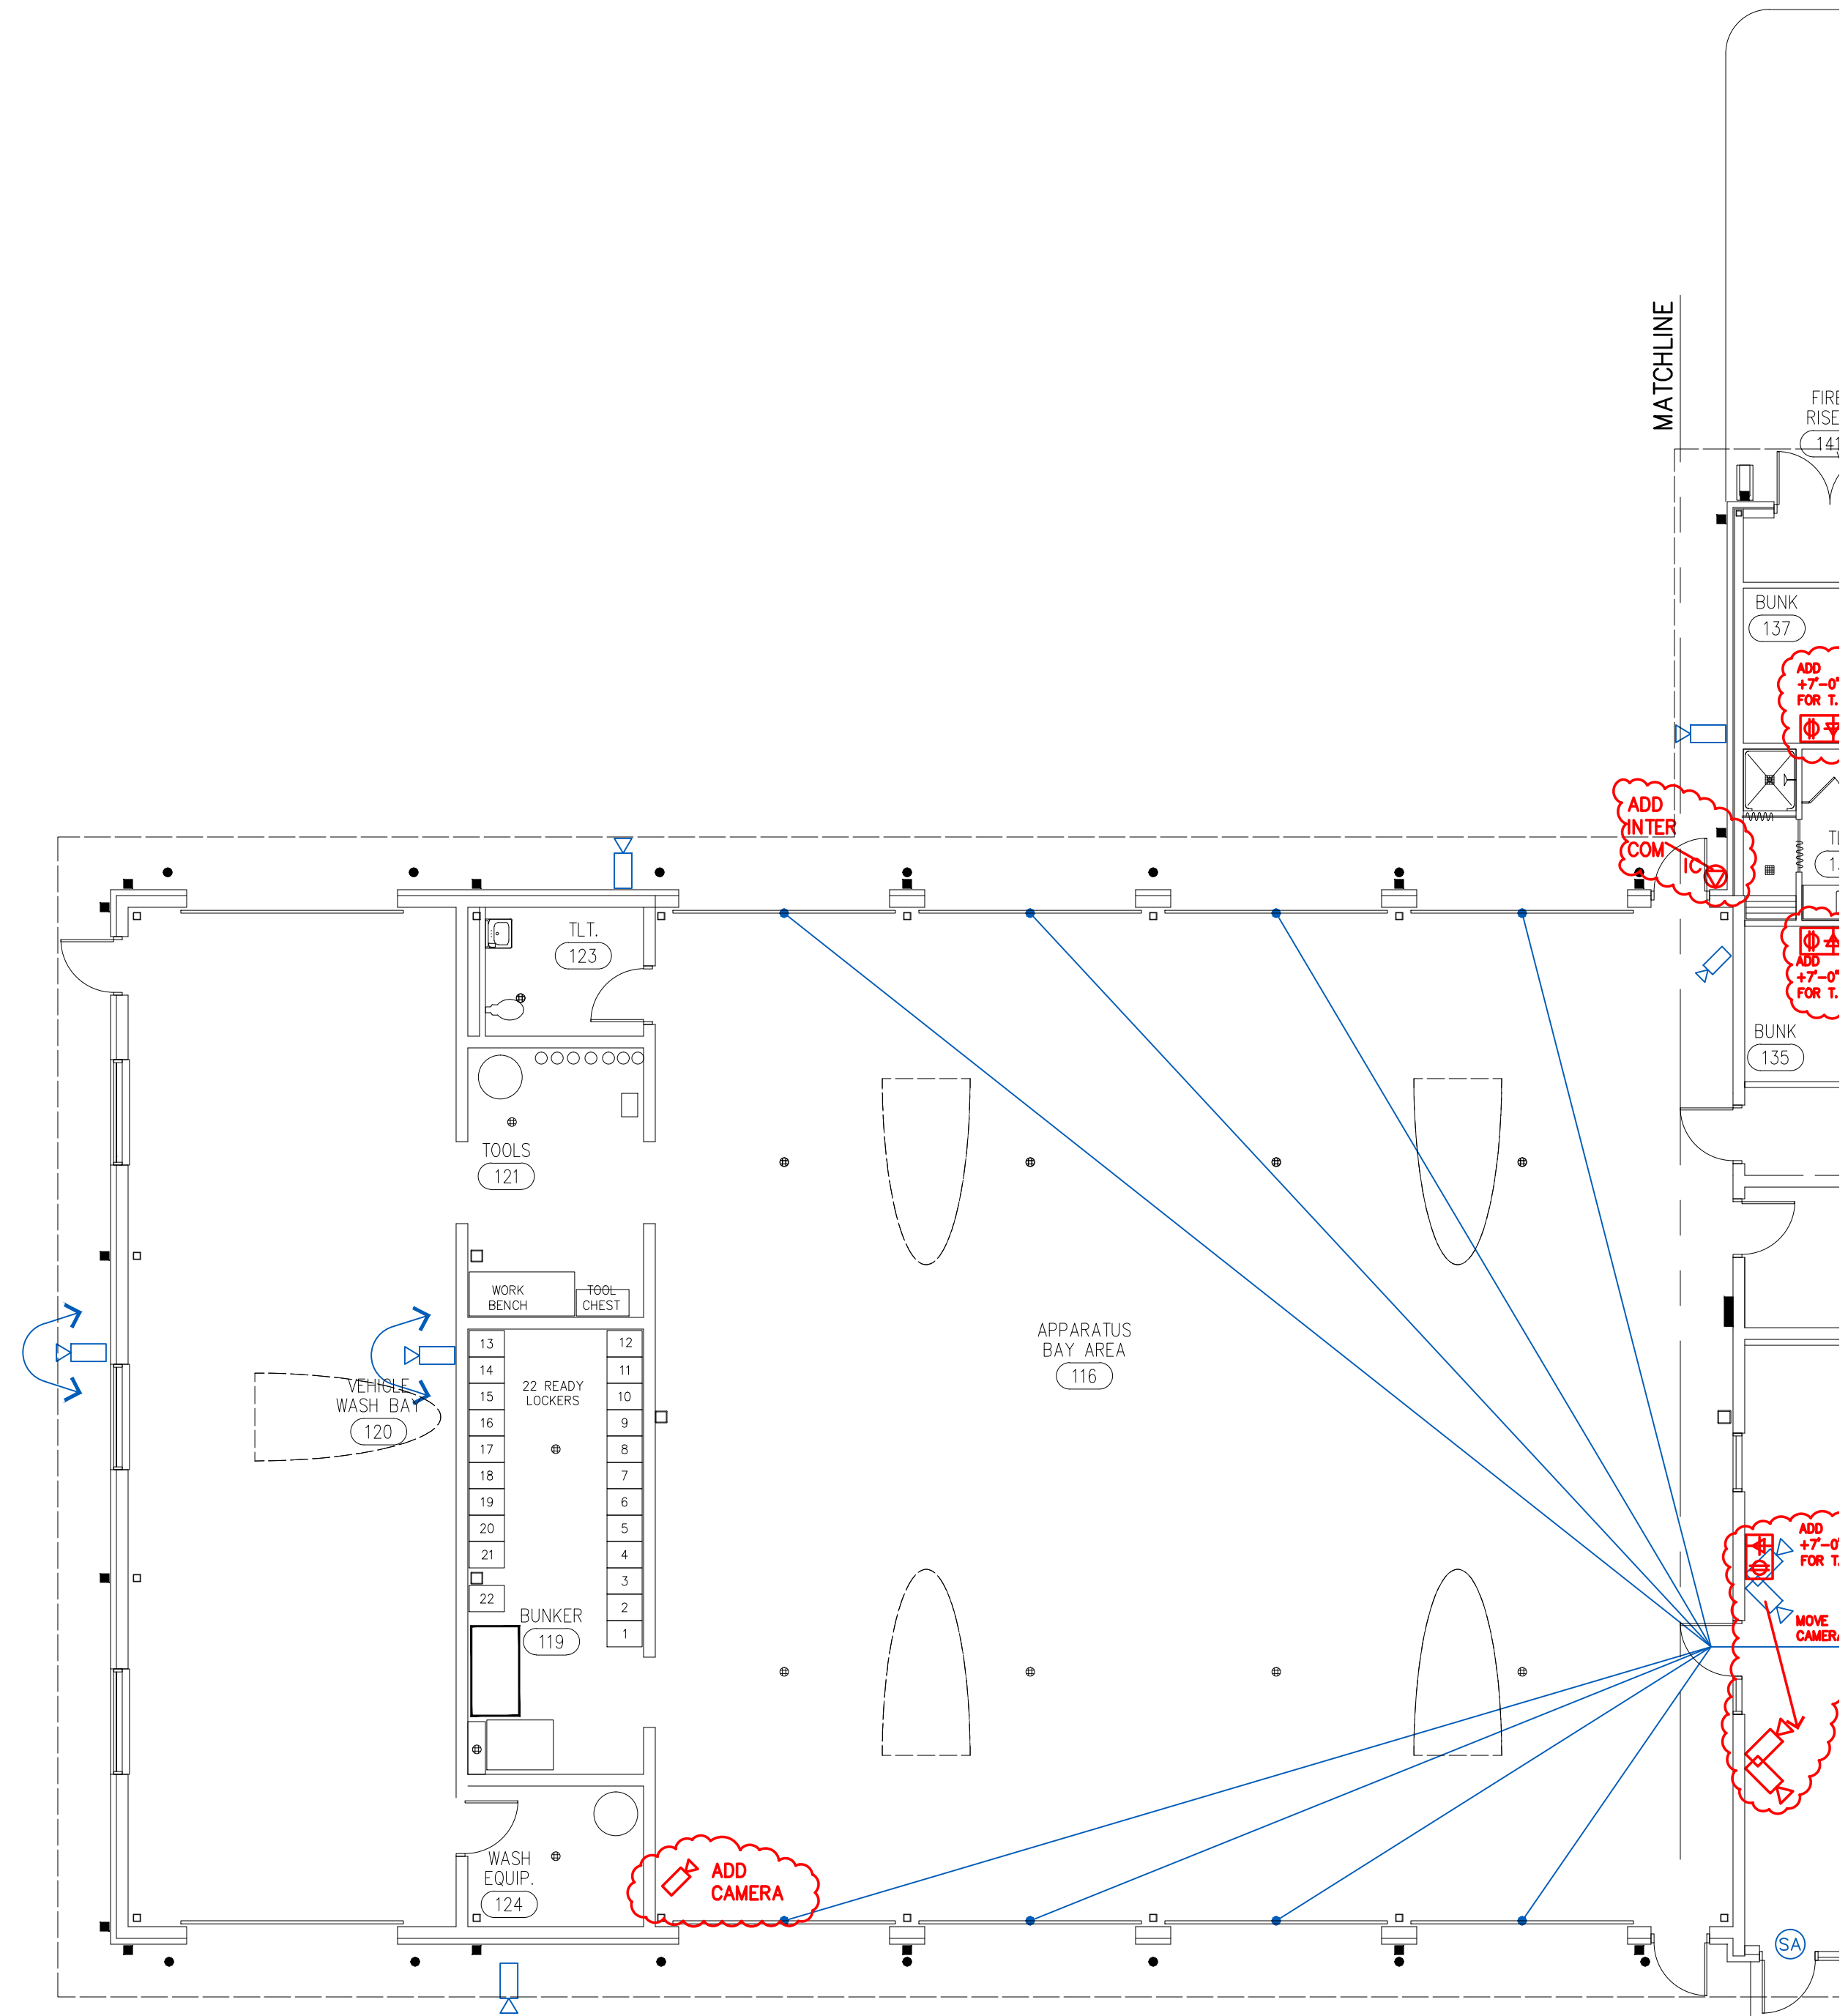 MATCHLINE
141
BUNK
137
ADD
+7'-0"
FOR T.
ADD
INTER
COM
IC
TLT.
123
ADD
+7'-0"
FOR T.
BUNK
135
TOOLS
121
WORK
BENCH
TOOL
CHEST
APPARATUS
BAY AREA
116
13
12
14
11
22 READY
LOCKERS
15
10
16
9
17
8
18
7
19
6
20
5
21
4
3
22
2
1
VEHICLE
WASH BAY
120
BUNKER
119
ADD
+7'-0"
FOR T.
MOVE
CAMERA
WASH
EQUIP.
124
ADD
CAMERA
SA